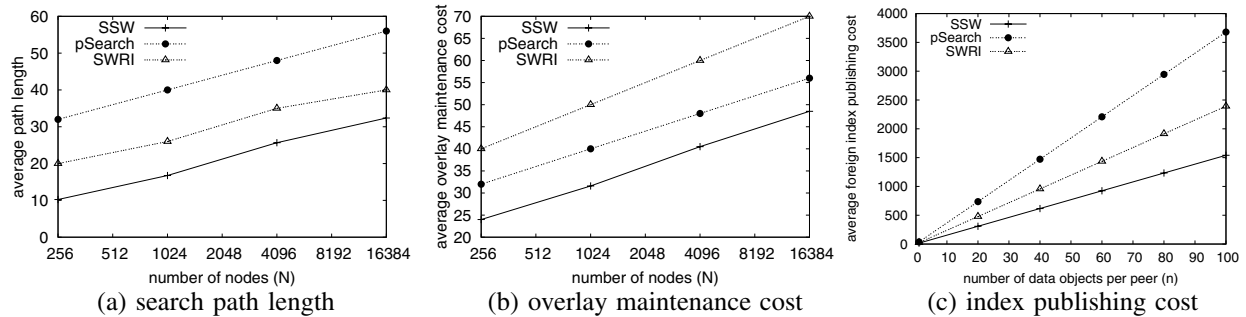 SSW
pSearch
SWRI
60
50
40
30
20
10
0
average path length
256 512 1024 2048 4096 8192 16384
number of nodes (N)
(a) search path length
SSW
pSearch
SWRI
70
65
60
55
50
45
40
35
30
25
20
average overlay maintenance cost
256 512 1024 2048 4096 8192 16384
number of nodes (N)
(b) overlay maintenance cost
SSW
pSearch
SWRI
4000
3500
3000
2500
2000
1500
1000
500
0
average foreign index publishing cost
0 10 20 30 40 50 60 70 80 90 100
number of data objects per peer (n)
(c) index publishing cost